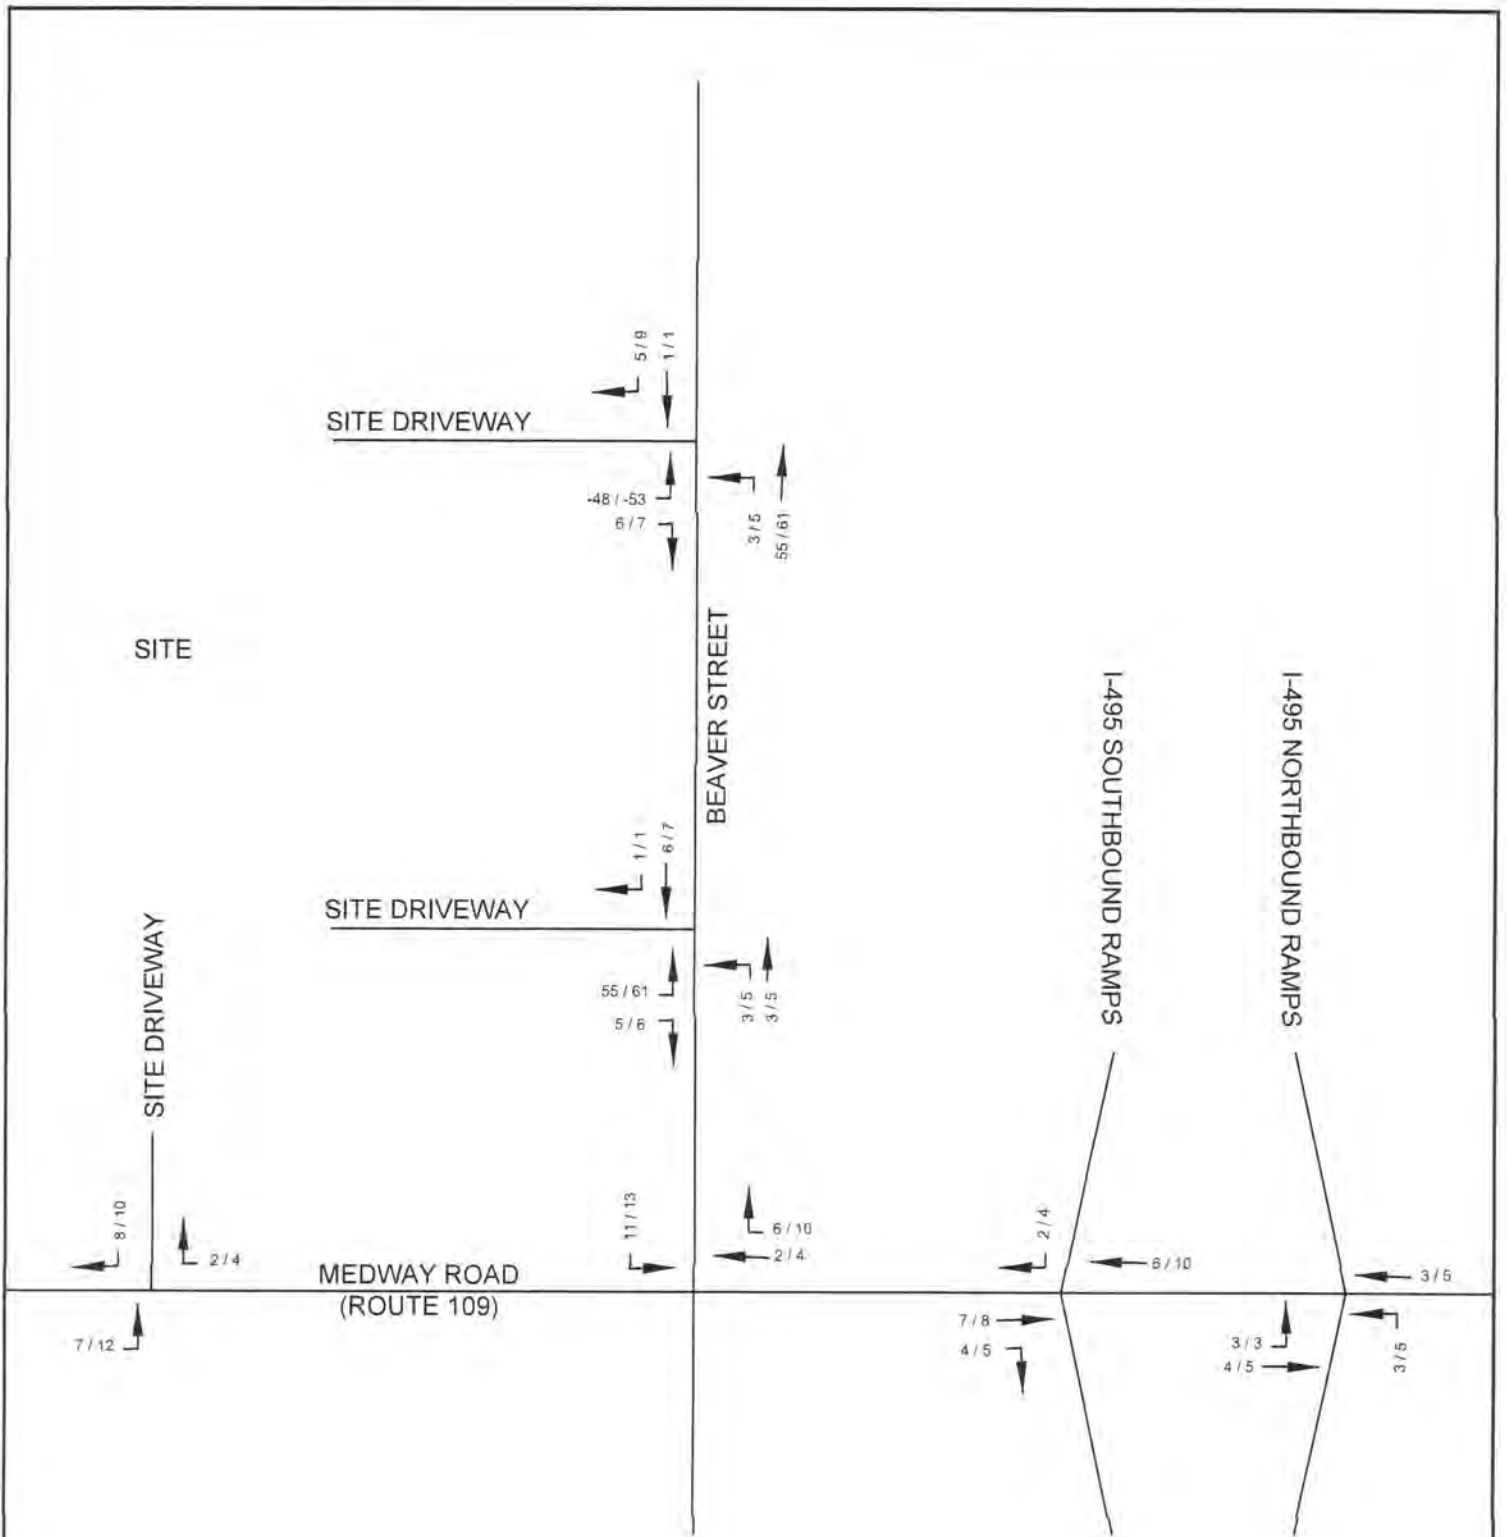 5 / 9
1 / 1
SITE DRIVEWAY
-48 / -53
6 / 7
3 / 5
55 / 61
SITE
BEAVER STREET
I-495 SOUTHBOUND RAMPS
I-495 NORTHBOUND RAMPS
1 / 1
6 / 7
SITE DRIVEWAY
55 / 61
5 / 6
3 / 5
3 / 5
SITE DRIVEWAY
8 / 10
2 / 4
11 / 13
6 / 10
2 / 4
2 / 4
6 / 10
3 / 5
MEDWAY ROAD
(ROUTE 109)
7 / 12
7 / 8
4 / 5
3 / 3
4 / 5
3 / 5